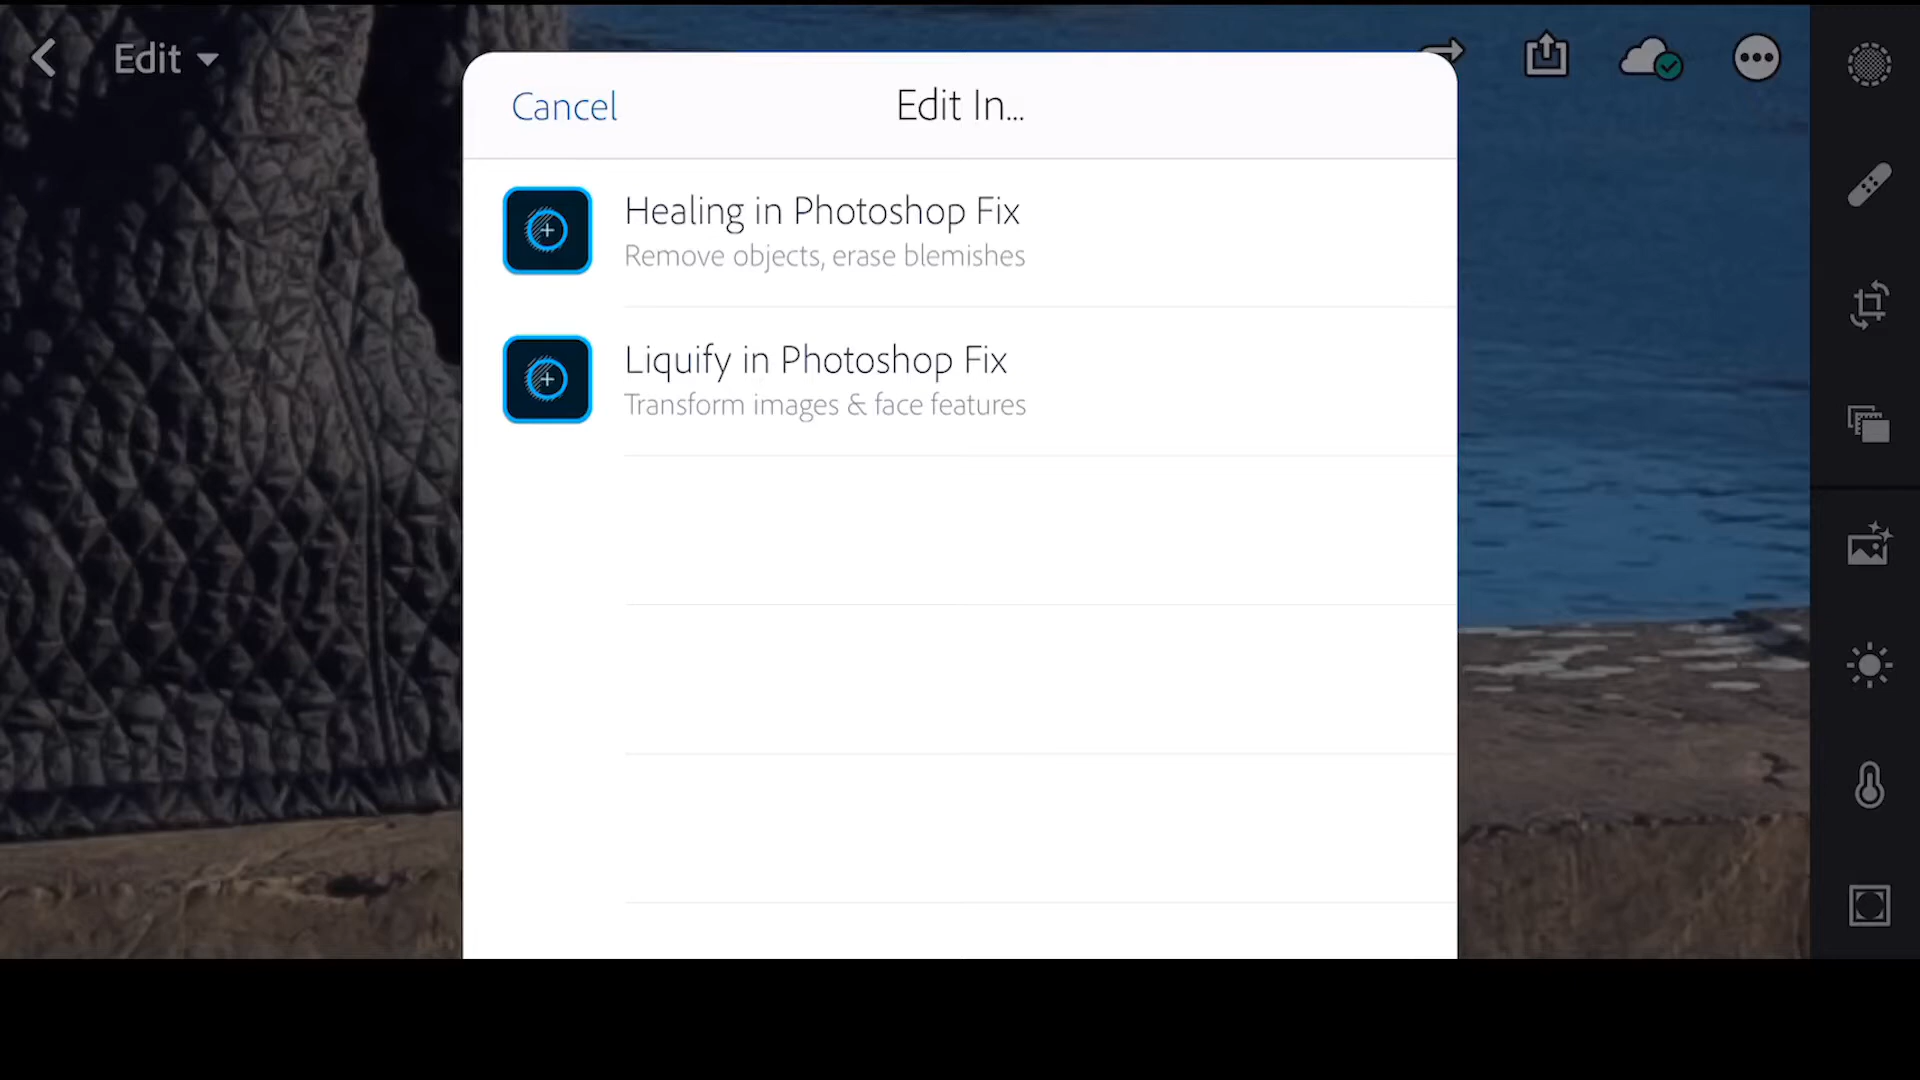 Edit
Cancel
Edit In...
Healing in Photoshop Fix
Remove objects, erase blemishes
Liquify in Photoshop Fix
Transform images & face features